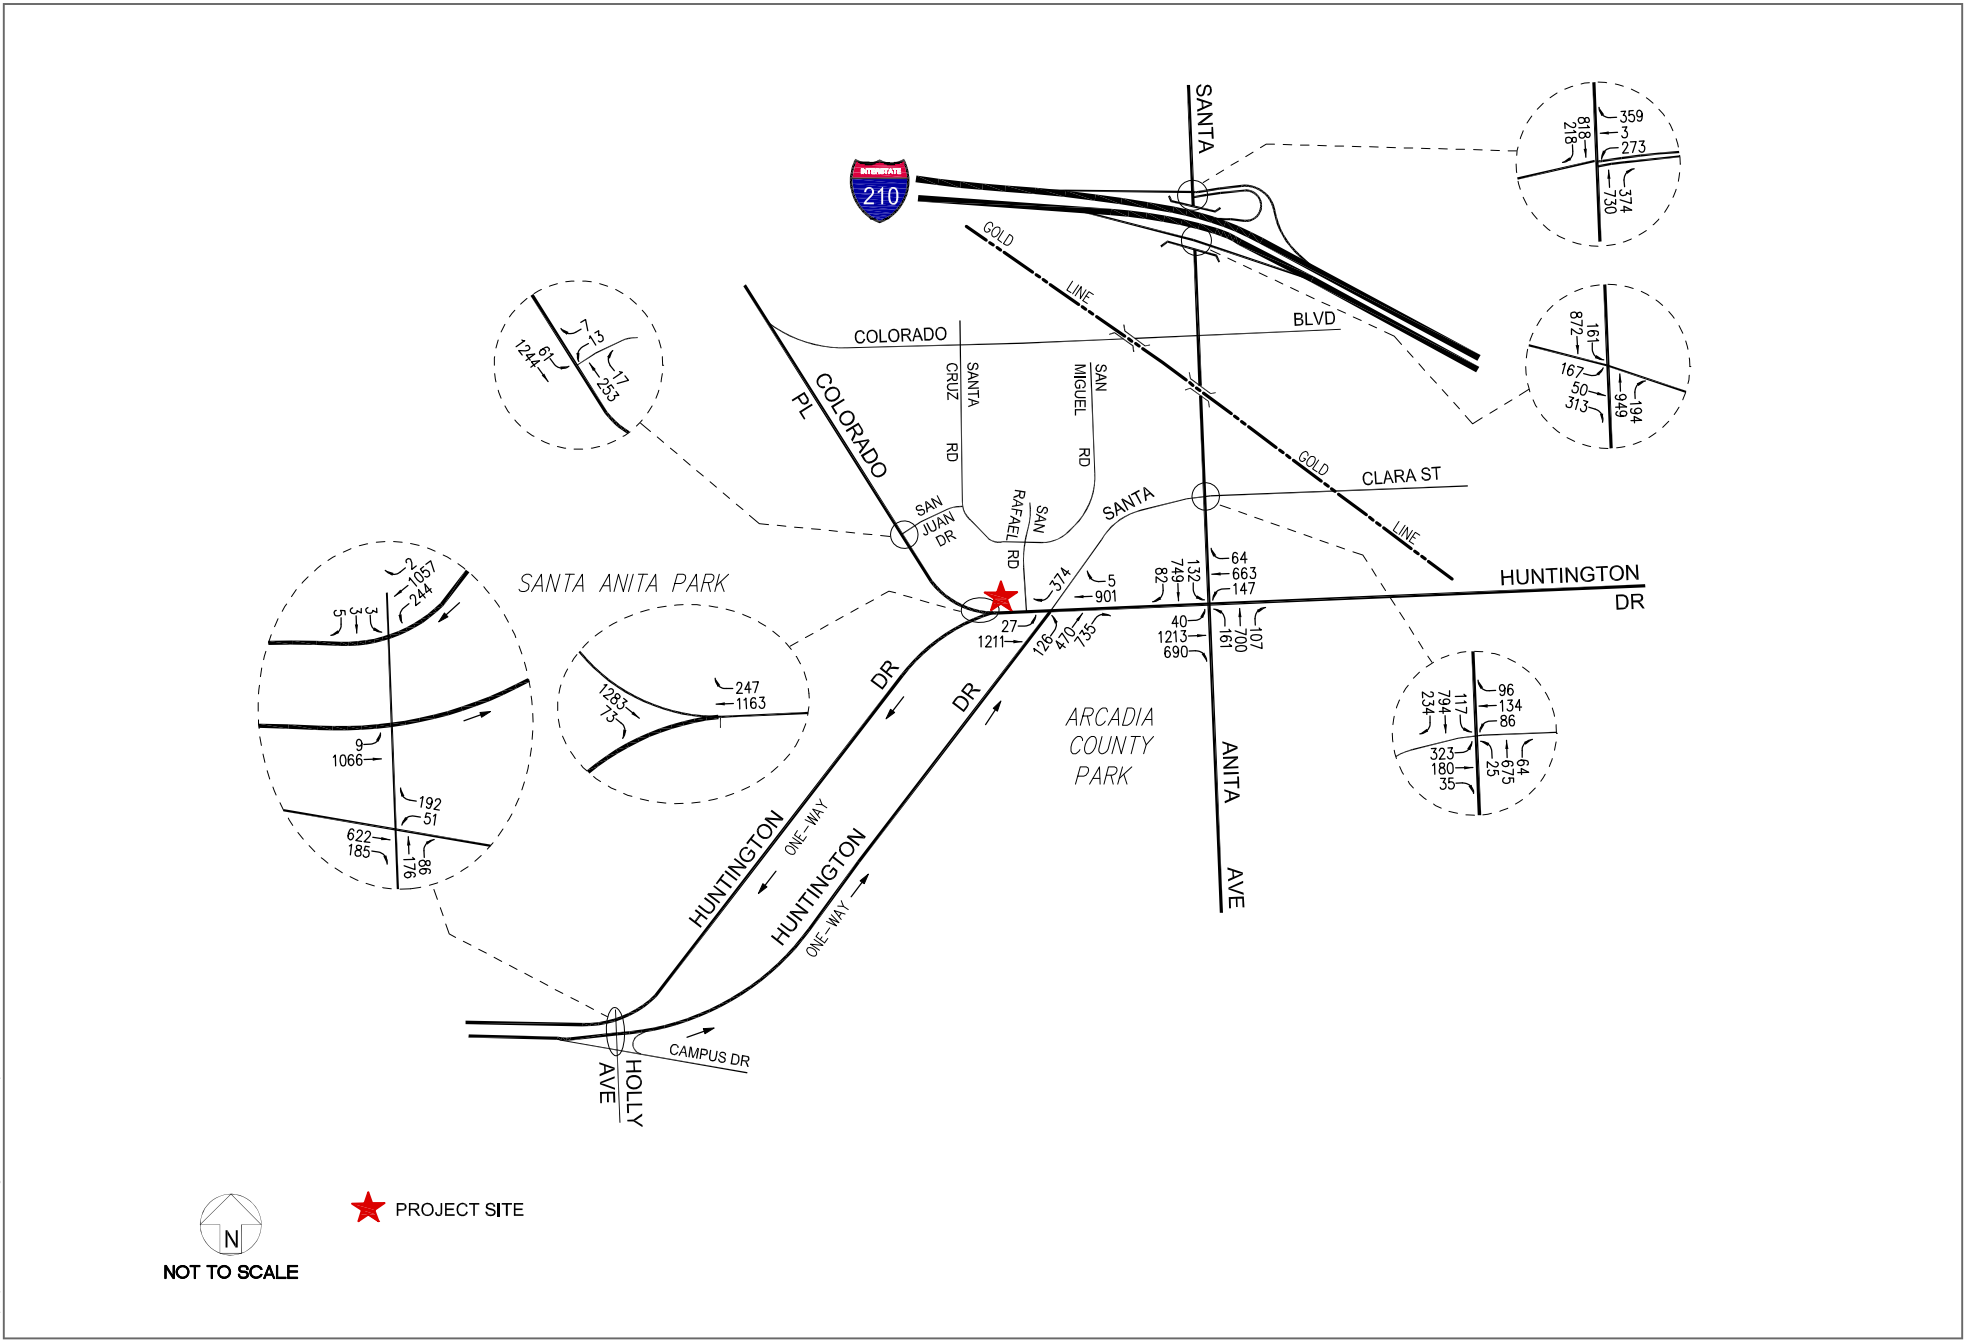 SANTA
818
218
359
3
273
374
730
INTERSTATE
210
GOLD
LINE
COLORADO
BLVD
7
13
61
1244
17
253
161
872
167
50
313
949
194
COLORADO
PL
SANTA
CRUZ
RD
SAN
MIGUEL
RD
GOLD
CLARA ST
SANTA
SAN
JUAN
DR
SAN
RAFAEL RD
LINE
2
1057
244
3
3
5
SANTA ANITA PARK
374
5
901
132
749
82
64
663
147
HUNTINGTON
DR
27
1211
126
470
735
40
1213
690
161
700
107
1283
73
247
1163
DR
DR
ARCADIA
COUNTY
PARK
117
794
234
96
134
86
323
180
35
25
675
64
9
1066
192
51
622
185
176
86
ANITA
AVE
HUNTINGTON
ONE-WAY
HUNTINGTON
ONE-WAY
CAMPUS DR
HOLLY
AVE
N
NOT TO SCALE
PROJECT SITE